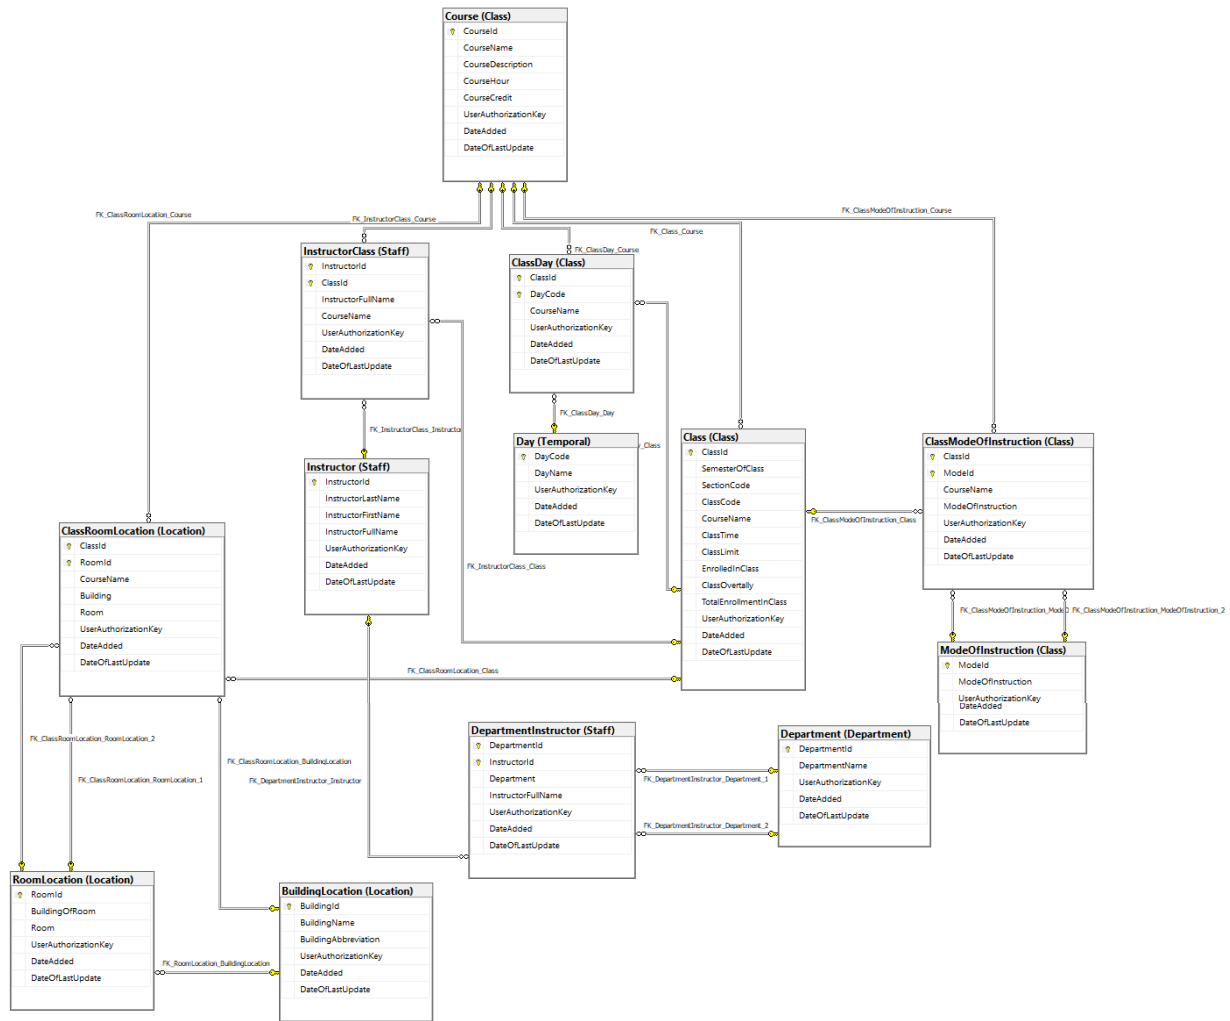 Course (Class)
CourseId
CourseName
CourseDescription
CourseHour
CourseCredit
UserAuthorizationKey
DateAdded
DateOfLastUpdate
FK_ClassRoomLocation_Course
FK_InstructorClass_Course
FK_ClassDay_Course
FK_Class_Course
FK_ClassModeOfInstruction_Course
InstructorClass (Staff)
InstructorId
ClassId
InstructorFullName
CourseName
UserAuthorizationKey
DateAdded
DateOfLastUpdate
ClassDay (Class)
ClassId
DayCode
CourseName
UserAuthorizationKey
DateAdded
DateOfLastUpdate
FK_ClassDay_Day
FK_InstructorClass_Instructor
Day (Temporal)
DayCode
DayName
UserAuthorizationKey
DateAdded
DateOfLastUpdate
y_Class
Class (Class)
ClassId
SemesterOfClass
SectionCode
ClassCode
CourseName
ClassTime
ClassLimit
EnrolledInClass
ClassOvertally
TotalEnrollmentInClass
UserAuthorizationKey
DateAdded
DateOfLastUpdate
ClassModeOfInstruction (Class)
ClassId
ModeId
CourseName
ModeOfInstruction
UserAuthorizationKey
DateAdded
DateOfLastUpdate
FK_ClassModeOfInstruction_Class
Instructor (Staff)
InstructorId
InstructorLastName
InstructorFirstName
InstructorFullName
UserAuthorizationKey
DateAdded
DateOfLastUpdate
FK_InstructorClass_Class
ClassRoomLocation (Location)
ClassId
RoomId
CourseName
Building
Room
UserAuthorizationKey
DateAdded
DateOfLastUpdate
FK_ClassRoomLocation_Class
FK_ClassModeOfInstruction_Mode
FK_ClassModeOfInstruction_ModeOfInstruction_2
ModeOfInstruction (Class)
ModeId
ModeOfInstruction
UserAuthorizationKey
DateAdded
DateOfLastUpdate
FK_ClassRoomLocation_RoomLocation_2
FK_ClassRoomLocation_RoomLocation_1
FK_ClassRoomLocation_BuildingLocation
FK_DepartmentInstructor_Instructor
DepartmentInstructor (Staff)
DepartmentId
InstructorId
Department
InstructorFullName
UserAuthorizationKey
DateAdded
DateOfLastUpdate
FK_DepartmentInstructor_Department_1
FK_DepartmentInstructor_Department_2
Department (Department)
DepartmentId
DepartmentName
UserAuthorizationKey
DateAdded
DateOfLastUpdate
RoomLocation (Location)
RoomId
BuildingOfRoom
Room
UserAuthorizationKey
DateAdded
DateOfLastUpdate
FK_RoomLocation_BuildingLocation
BuildingLocation (Location)
BuildingId
BuildingName
BuildingAbbreviation
UserAuthorizationKey
DateAdded
DateOfLastUpdate